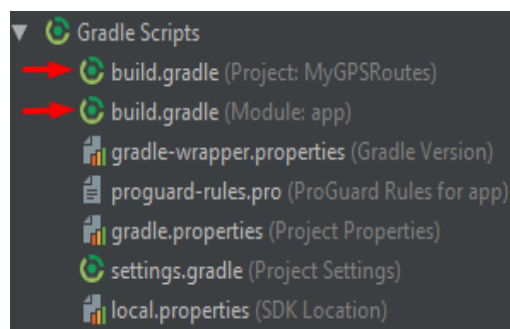 Gradle Scripts
build.gradle (Project: MyGPSRoutes)
build.gradle (Module: app)
gradle-wrapper.properties (Gradle Version)
proguard-rules.pro (ProGuard Rules for app)
gradle.properties (Project Properties)
settings.gradle (Project Settings)
local.properties (SDK Location)